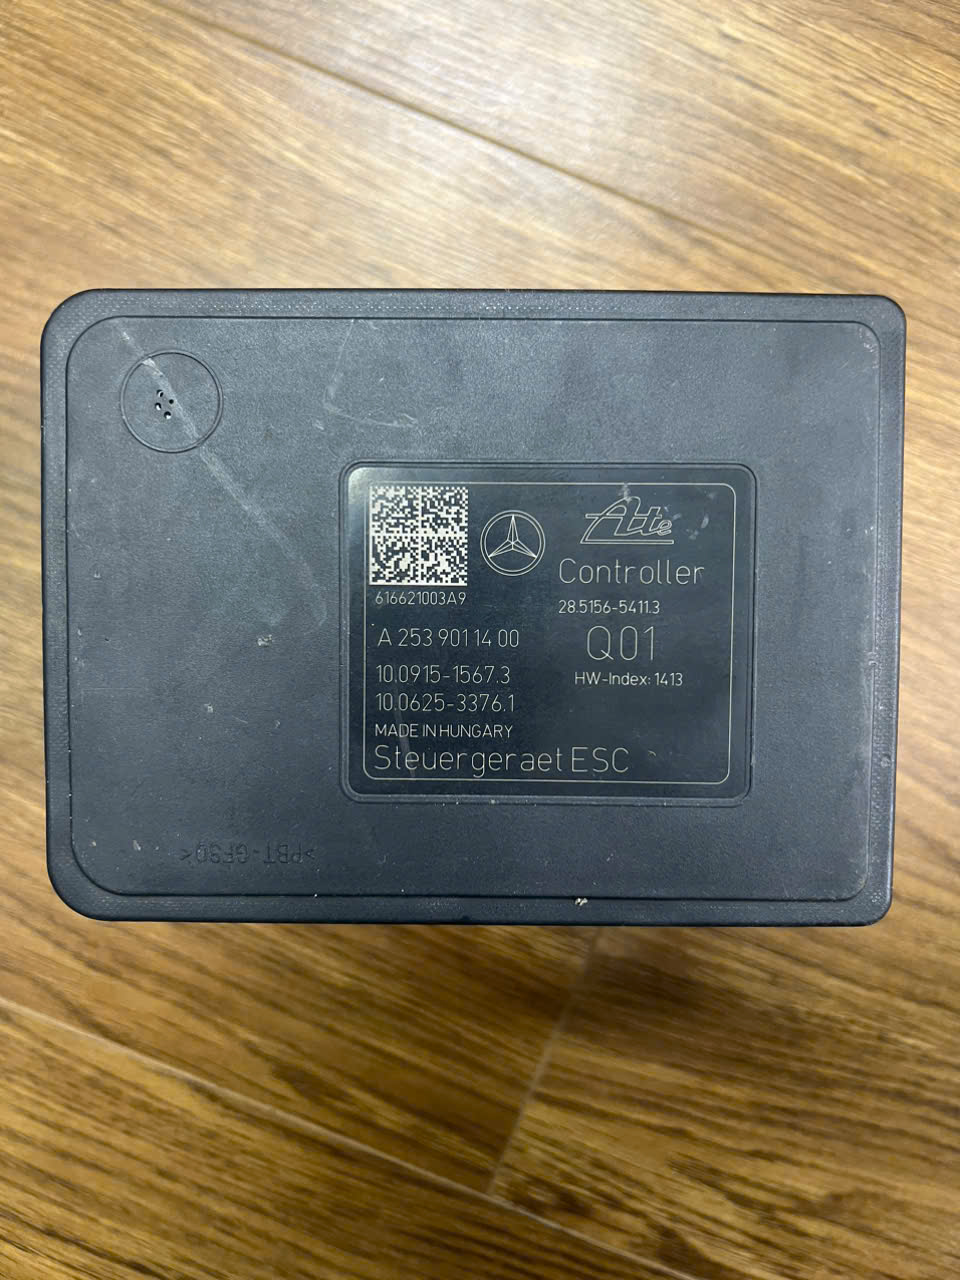 Ate
Controller
616621003A9
28.5156-5411.3
A 253 901 14 00
Q01
10.0915-1567.3
HW-Index: 1413
10.0625-3376.1
MADE IN HUNGARY
Steuergeraet ESC
>PBT-GF30<